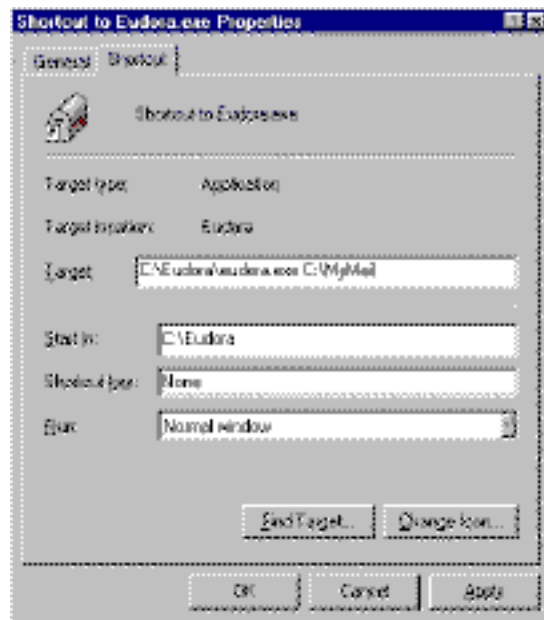 Shortcut to Eudora.exe Properties
General Shortcut
Shortcut to Eudora.exe
Target type: Application
Target location: Eudora
Target: C:\Eudora\eudora.exe C:\MyMail
Start in: C:\Eudora
Shortcut key: None
Run: Normal window
Find Target... Change Icon...
OK Cancel Apply